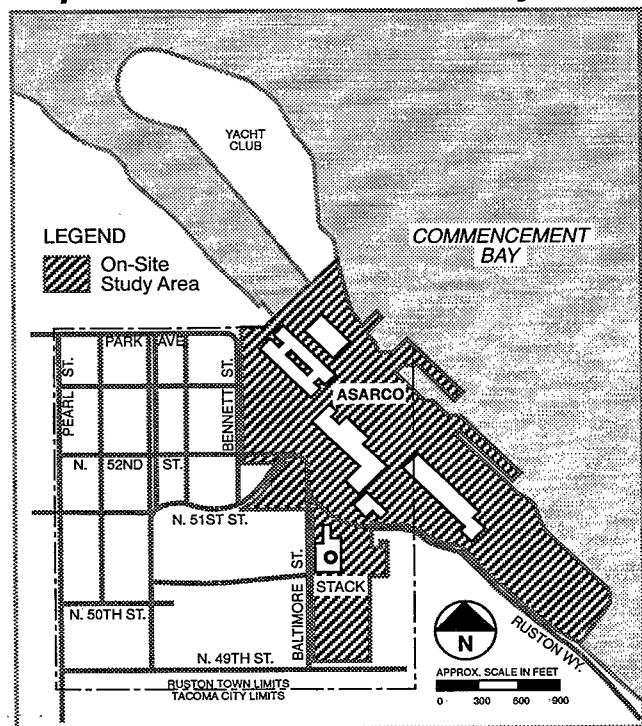 YACHT
CLUB
LEGEND
On-Site
Study Area
COMMENCEMENT
BAY
PARK AVE
PEARL ST.
BENNETT ST.
ASARCO
N. 52ND ST.
N. 51ST ST.
BALTIMORE ST.
STACK
N. 50TH ST.
N. 49TH ST.
RUSTON WY.
N
RUSTON TOWN LIMITS
TACOMA CITY LIMITS
APPROX. SCALE IN FEET
0 300 600 900